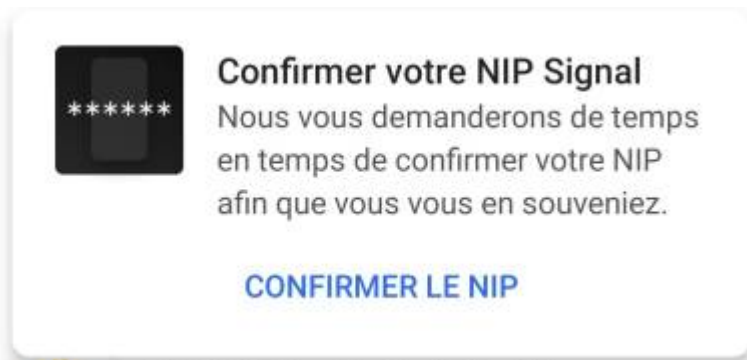 ******
Confirmer votre NIP Signal
Nous vous demanderons de temps
en temps de confirmer votre NIP
afin que vous vous en souveniez.
CONFIRMER LE NIP